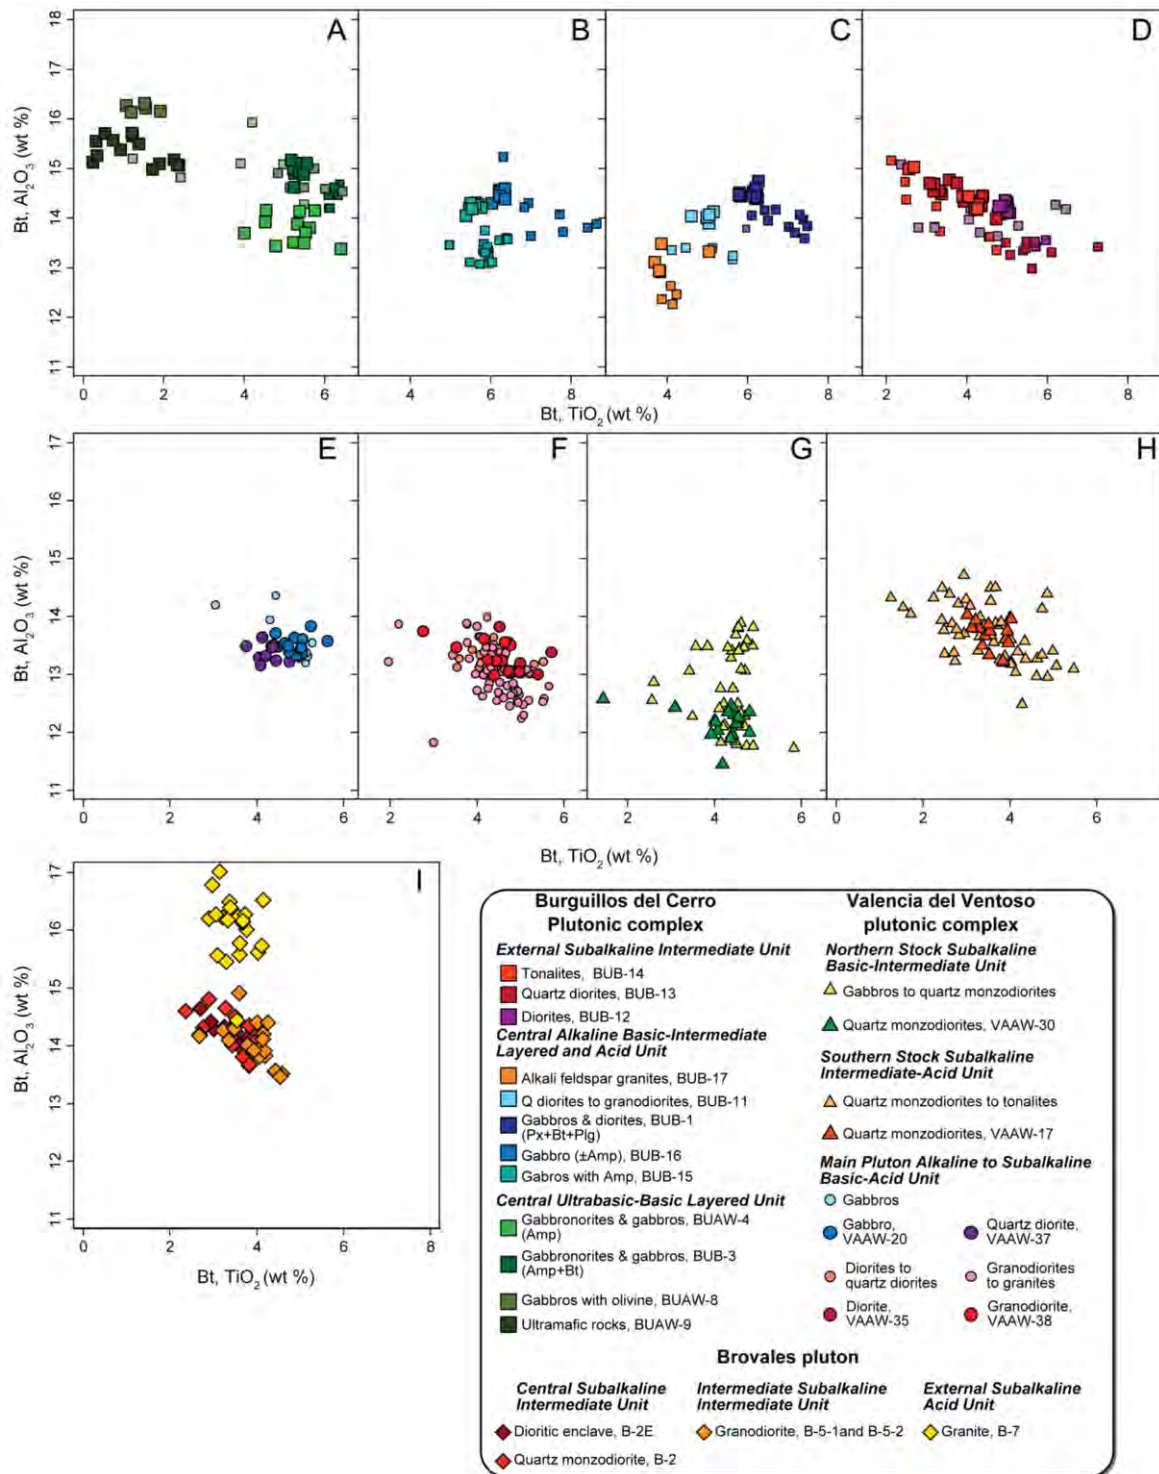 A
B
C
D
18
17
16
15
14
13
12
11
Bt, Al2O3 (wt %)
0 2 4 6 4 6 8 4 6 8 2 4 6 8
Bt, TiO2 (wt %)
E
F
G
H
17
16
15
14
13
12
11
Bt, Al2O3 (wt %)
0 2 4 6 2 4 6 2 4 6 0 2 4 6
Bt, TiO2 (wt %)
I
17
16
15
14
13
12
11
Bt, Al2O3 (wt %)
0 2 4 6 8
Bt, TiO2 (wt %)
Burguillos del Cerro
Plutonic complex
External Subalkaline Intermediate Unit
Tonalites, BUB-14
Quartz diorites, BUB-13
Diorites, BUB-12
Central Alkaline Basic-Intermediate
Layered and Acid Unit
Alkali feldspar granites, BUB-17
Q diorites to granodiorites, BUB-11
Gabbros & diorites, BUB-1
(Px+Bt+Plg)
Gabbro (±Amp), BUB-16
Gabros with Amp, BUB-15
Central Ultrabasic-Basic Layered Unit
Gabbronorites & gabbros, BUAW-4
(Amp)
Gabbronorites & gabbros, BUB-3
(Amp+Bt)
Gabbros with olivine, BUAW-8
Ultramafic rocks, BUAW-9
Valencia del Ventoso
plutonic complex
Northern Stock Subalkaline
Basic-Intermediate Unit
Gabbros to quartz monzodiorites
Quartz monzodiorites, VAAW-30
Southern Stock Subalkaline
Intermediate-Acid Unit
Quartz monzodiorites to tonalites
Quartz monzodiorites, VAAW-17
Main Pluton Alkaline to Subalkaline
Basic-Acid Unit
Gabbros
Gabbro,
VAAW-20
Quartz diorite,
VAAW-37
Diorites to
quartz diorites
Granodiorites
to granites
Diorite,
VAAW-35
Granodiorite,
VAAW-38
Brovales pluton
Central Subalkaline
Intermediate Unit
Dioritic enclave, B-2E
Quartz monzodiorite, B-2
Intermediate Subalkaline
Intermediate Unit
Granodiorite, B-5-1and B-5-2
External Subalkaline
Acid Unit
Granite, B-7